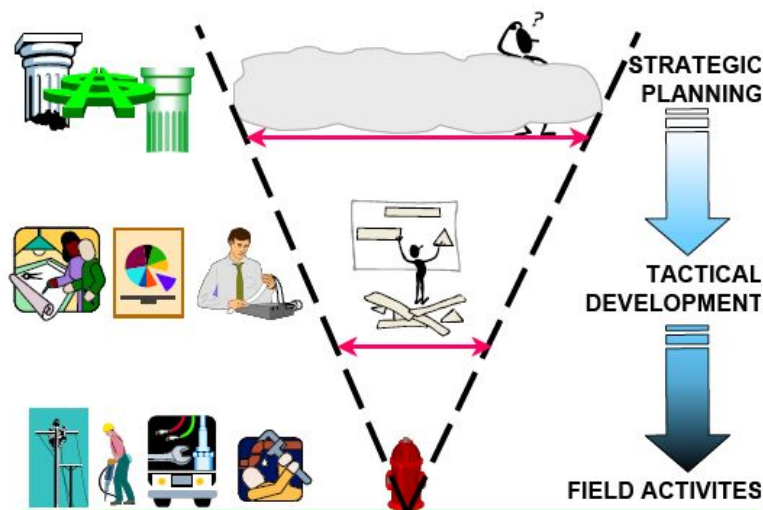 ?
STRATEGIC
PLANNING
TACTICAL
DEVELOPMENT
FIELD ACTIVITES